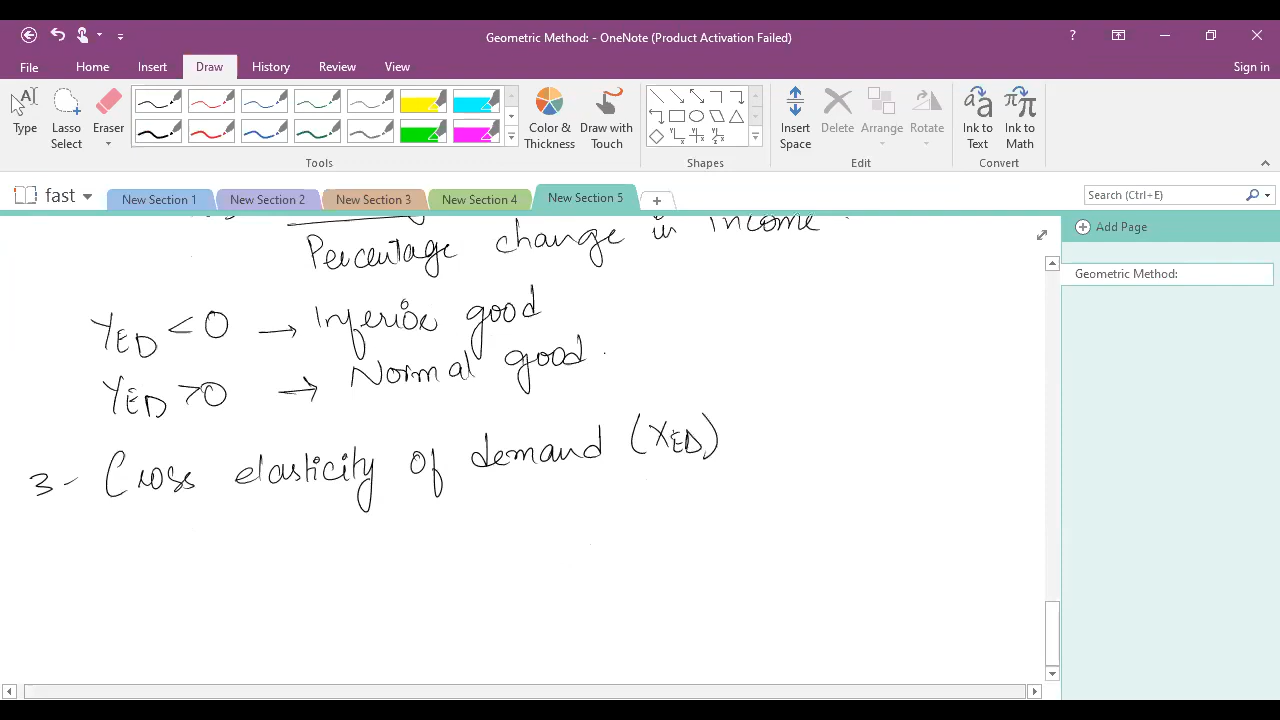 Geometric Method: - OneNote (Product Activation Failed)
?
File Home Insert Draw History Review View
Sign in
Type
Lasso Select
Eraser
Color & Thickness
Draw with Touch
Insert Space
Delete
Arrange
Rotate
Ink to Text
Ink to Math
Tools
Shapes
Edit
Convert
fast
New Section 1
New Section 2
New Section 3
New Section 4
New Section 5
Search (Ctrl+E)
Add Page
Geometric Method:
Percentage change in income.
YED < 0 → Inferior good
YED >0 → Normal good.
3- Cross elasticity of demand (XED)